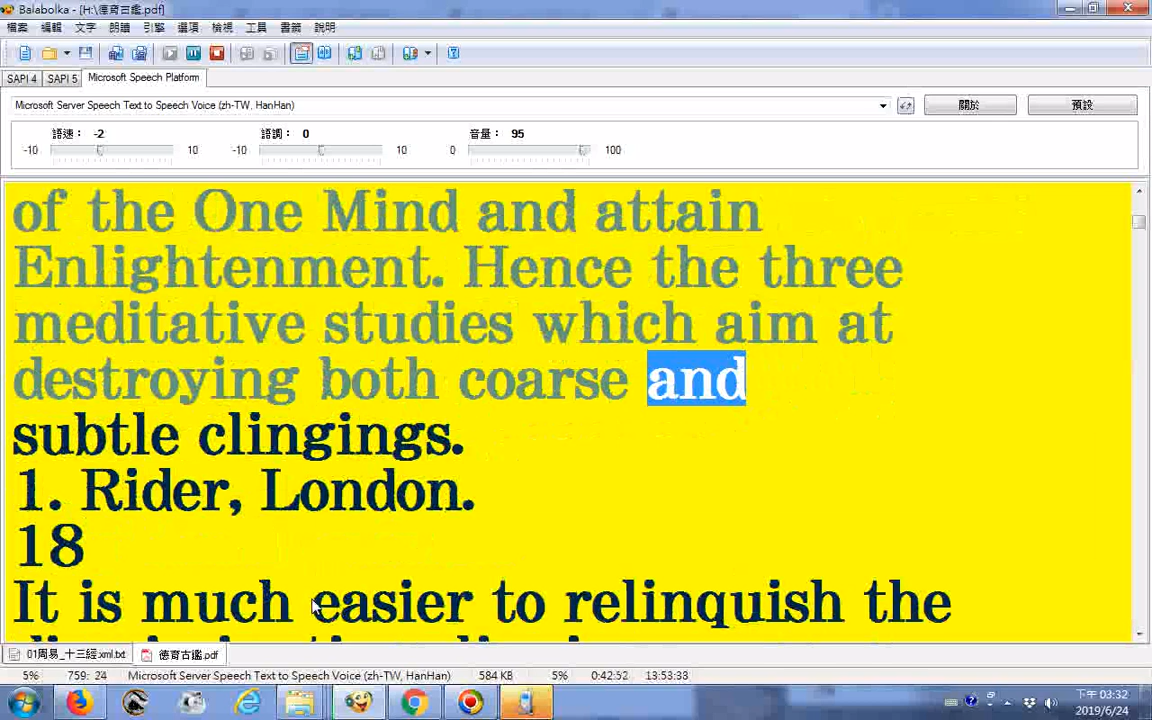 Balabolka - [H:\德育古鑑.pdf]
檔案 編輯 文字 朗讀 引擎 選項 檢視 工具 書籤 說明
SAPI 4 SAPI 5 Microsoft Speech Platform
Microsoft Server Speech Text to Speech Voice (zh-TW, HanHan) 關於 預設
語速： -2 語調： 0 音量： 95
-10 10 -10 10 0 100
of the One Mind and attain
Enlightenment. Hence the three
meditative studies which aim at
destroying both coarse and
subtle clingings.
1. Rider, London.
18
It is much easier to relinquish the
01周易_十三經.xml.txt 德育古鑑.pdf
5% 759: 24 Microsoft Server Speech Text to Speech Voice (zh-TW, HanHan) 584 KB 5% 0:42:52 13:53:33
下午 03:32
2019/6/24